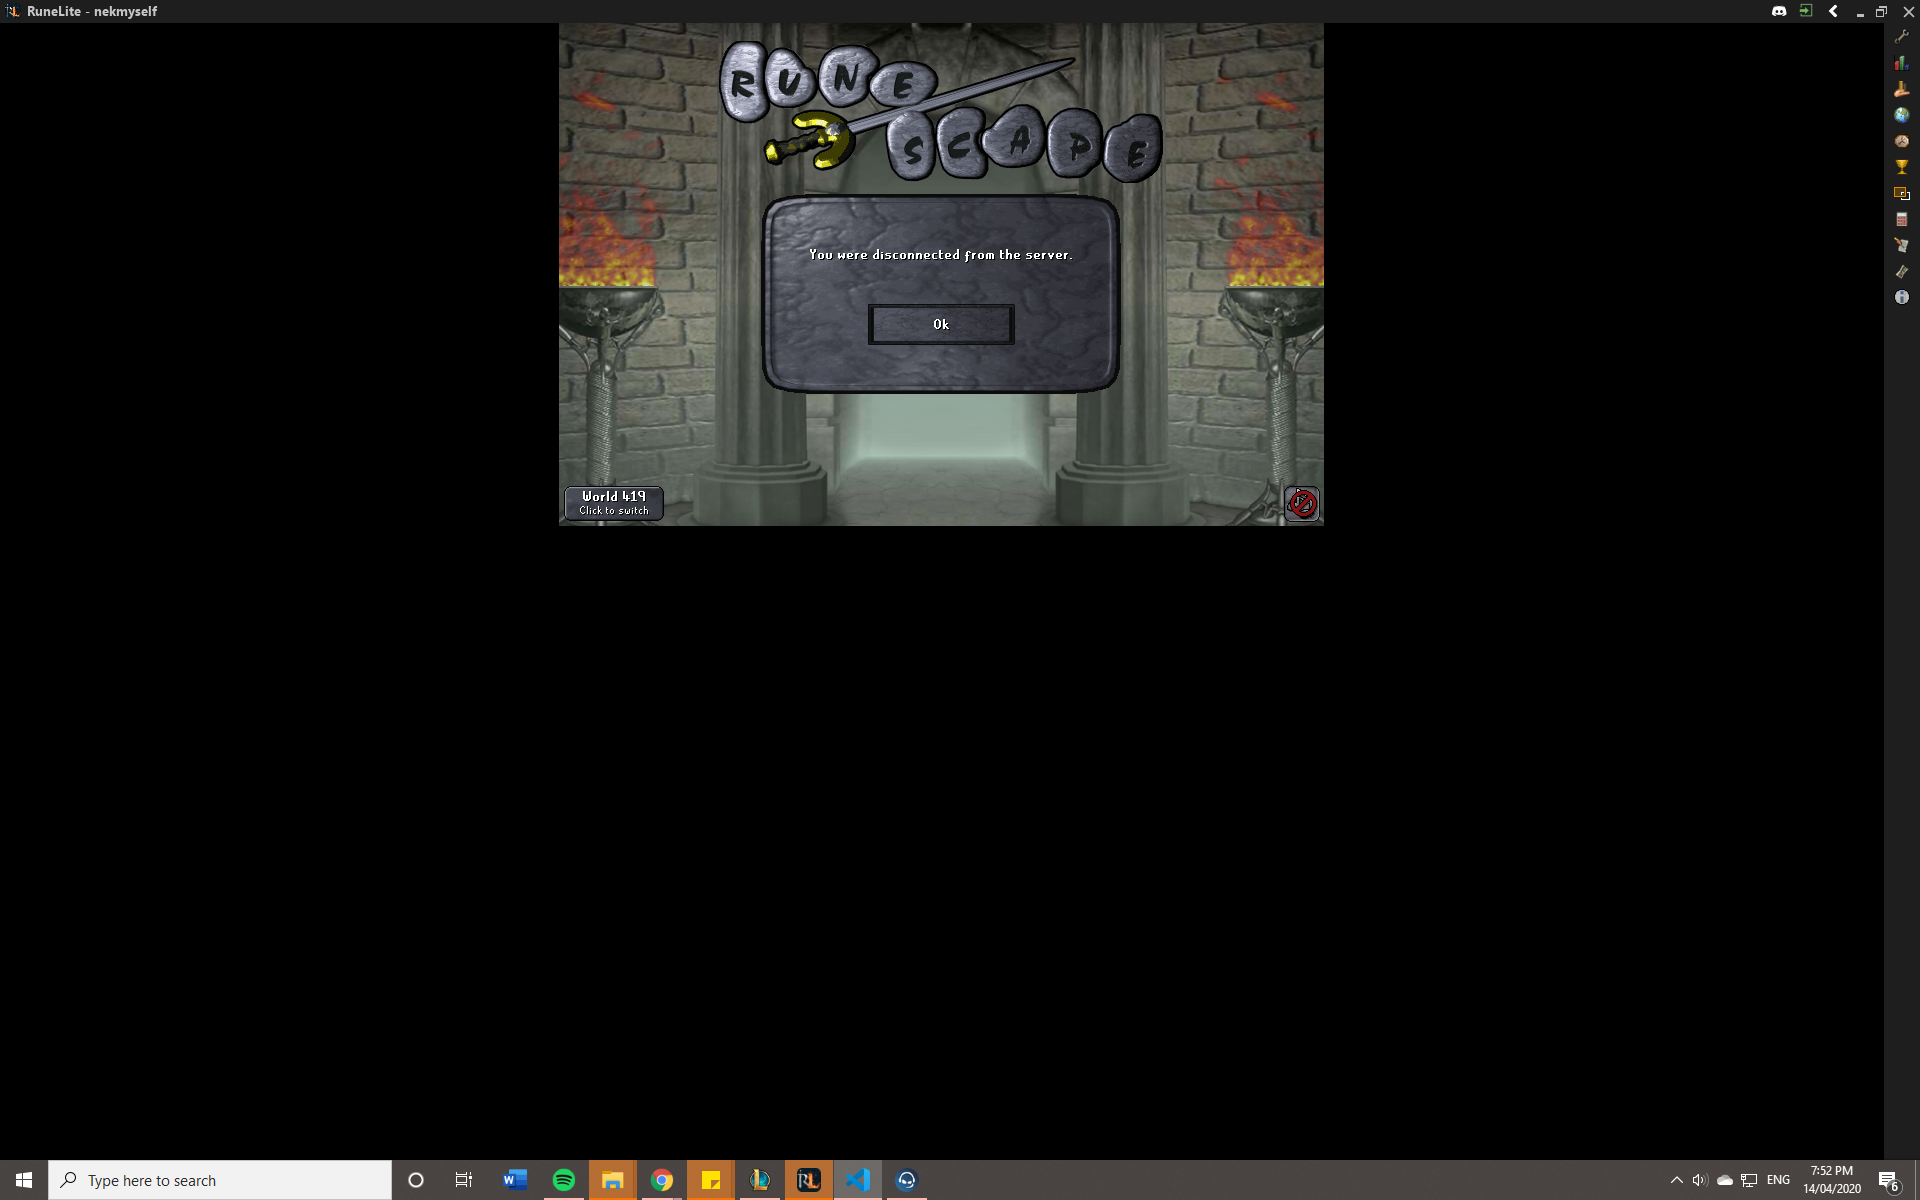 RuneLite - nekmyself
RUNE
SCAPE
You were disconnected from the server.
Ok
World 419
Click to switch
Type here to search
ENG
7:52 PM
14/04/2020
6